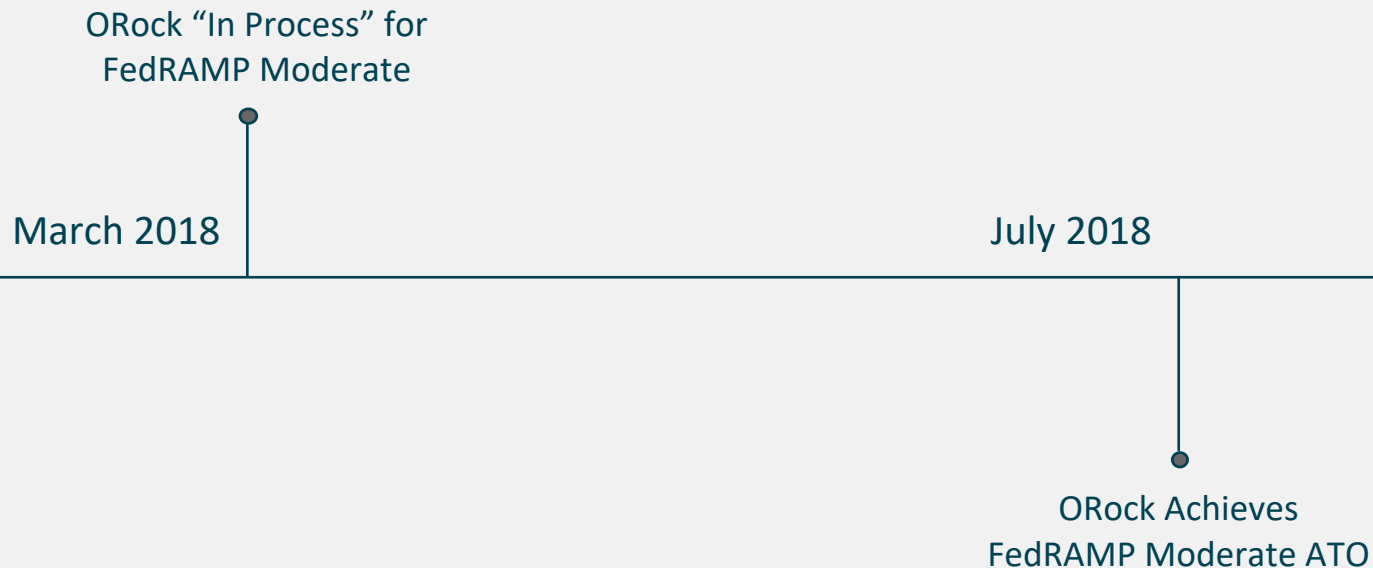 ORock “In Process” for
FedRAMP Moderate
March 2018
July 2018
ORock Achieves
FedRAMP Moderate ATO